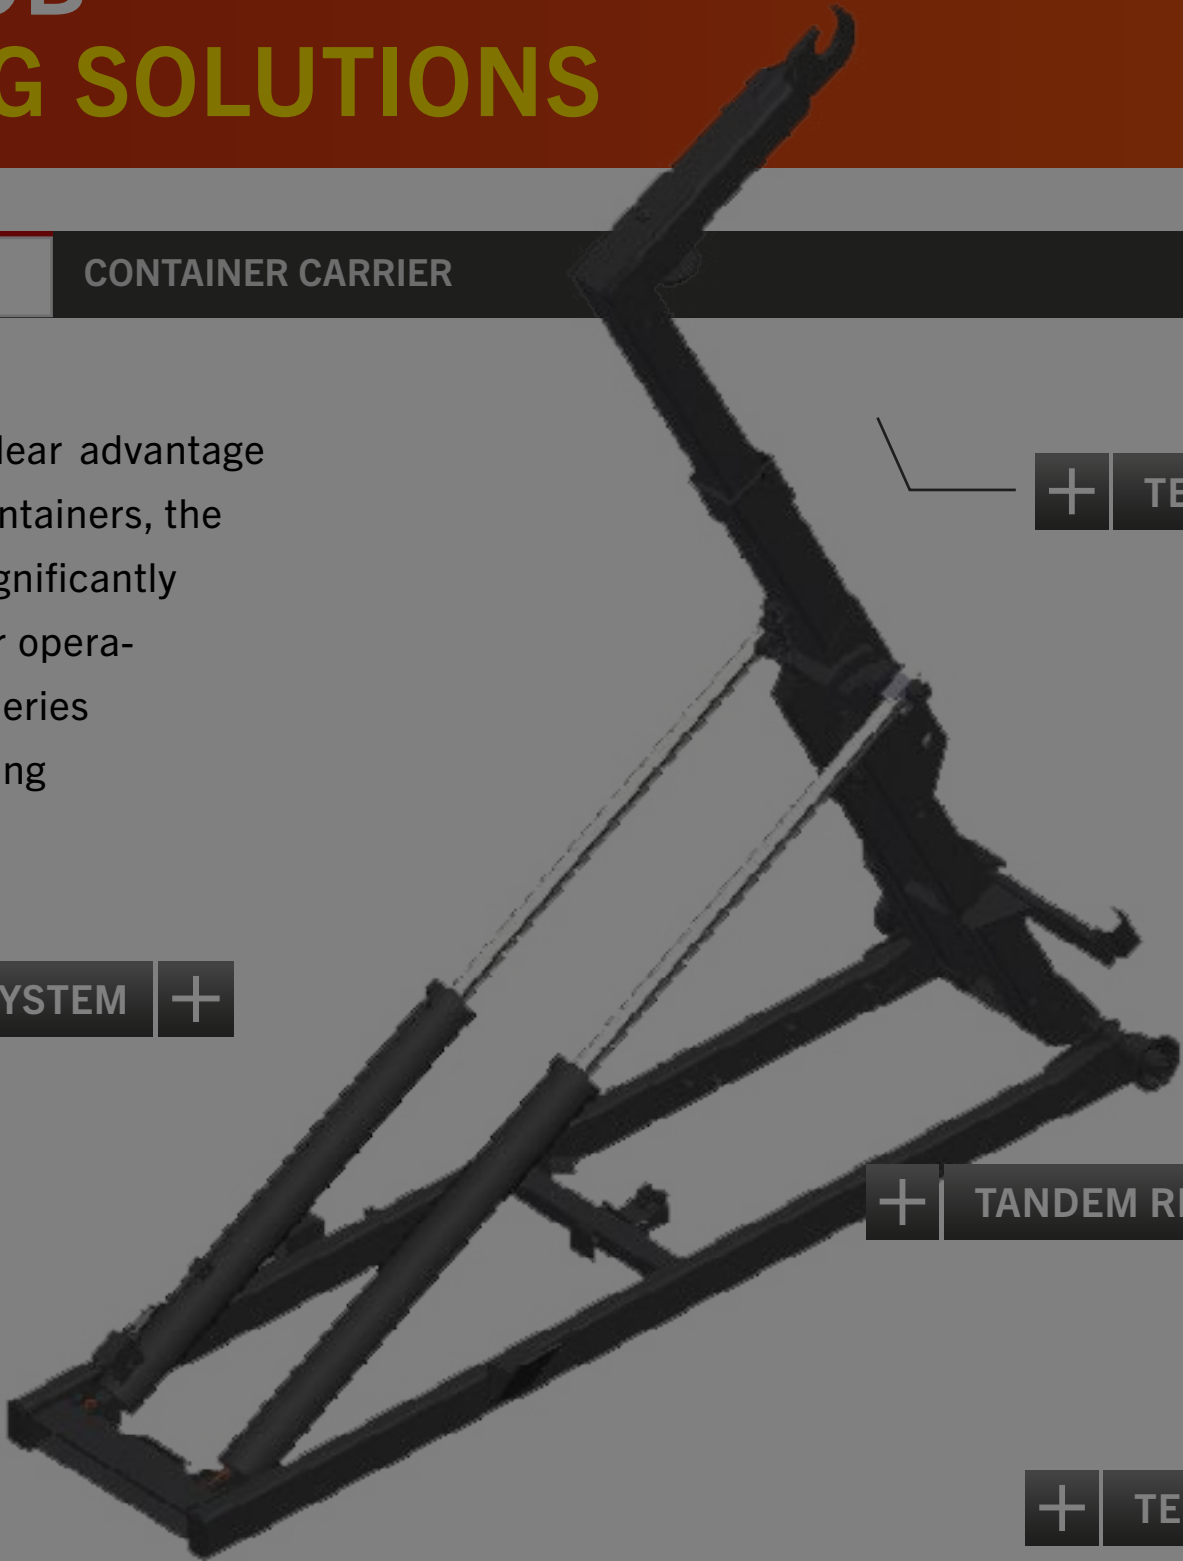 G SOLUTIONS
CONTAINER CARRIER
lear advantage
ntainers, the
gnificantly
r opera-
eries
ng
TE
YSTEM
TANDEM
TE